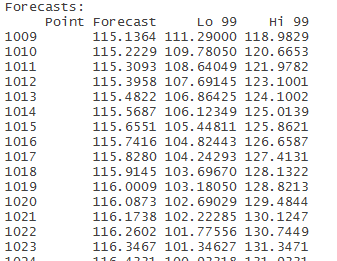 Forecasts:
Point Forecast Lo 99 Hi 99
1009 115.1364 111.29000 118.9829
1010 115.2229 109.78050 120.6653
1011 115.3093 108.64049 121.9782
1012 115.3958 107.69145 123.1001
1013 115.4822 106.86425 124.1002
1014 115.5687 106.12349 125.0139
1015 115.6551 105.44811 125.8621
1016 115.7416 104.82443 126.6587
1017 115.8280 104.24293 127.4131
1018 115.9145 103.69670 128.1322
1019 116.0009 103.18050 128.8213
1020 116.0873 102.69029 129.4844
1021 116.1738 102.22285 130.1247
1022 116.2602 101.77556 130.7449
1023 116.3467 101.34627 131.3471